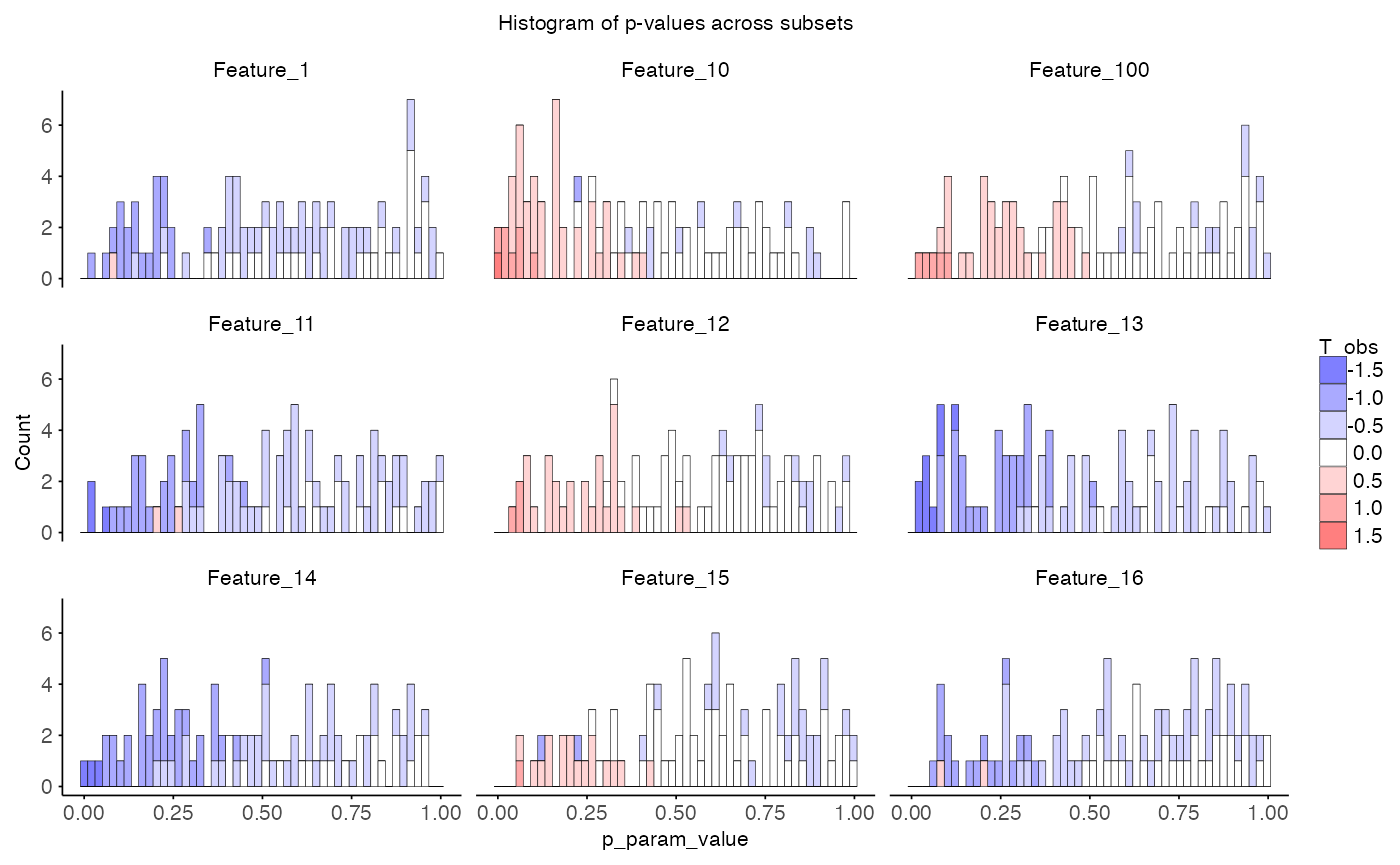 Histogram of p-values across subsets
Feature_1
Feature_10
Feature_100
6
4
2
0
Feature_11
Feature_12
Feature_13
6
4
2
0
Count
T_obs
-1.5
-1.0
-0.5
0.0
0.5
1.0
1.5
Feature_14
Feature_15
Feature_16
6
4
2
0
0.00 0.25 0.50 0.75 1.00
0.00 0.25 0.50 0.75 1.00
0.00 0.25 0.50 0.75 1.00
p_param_value